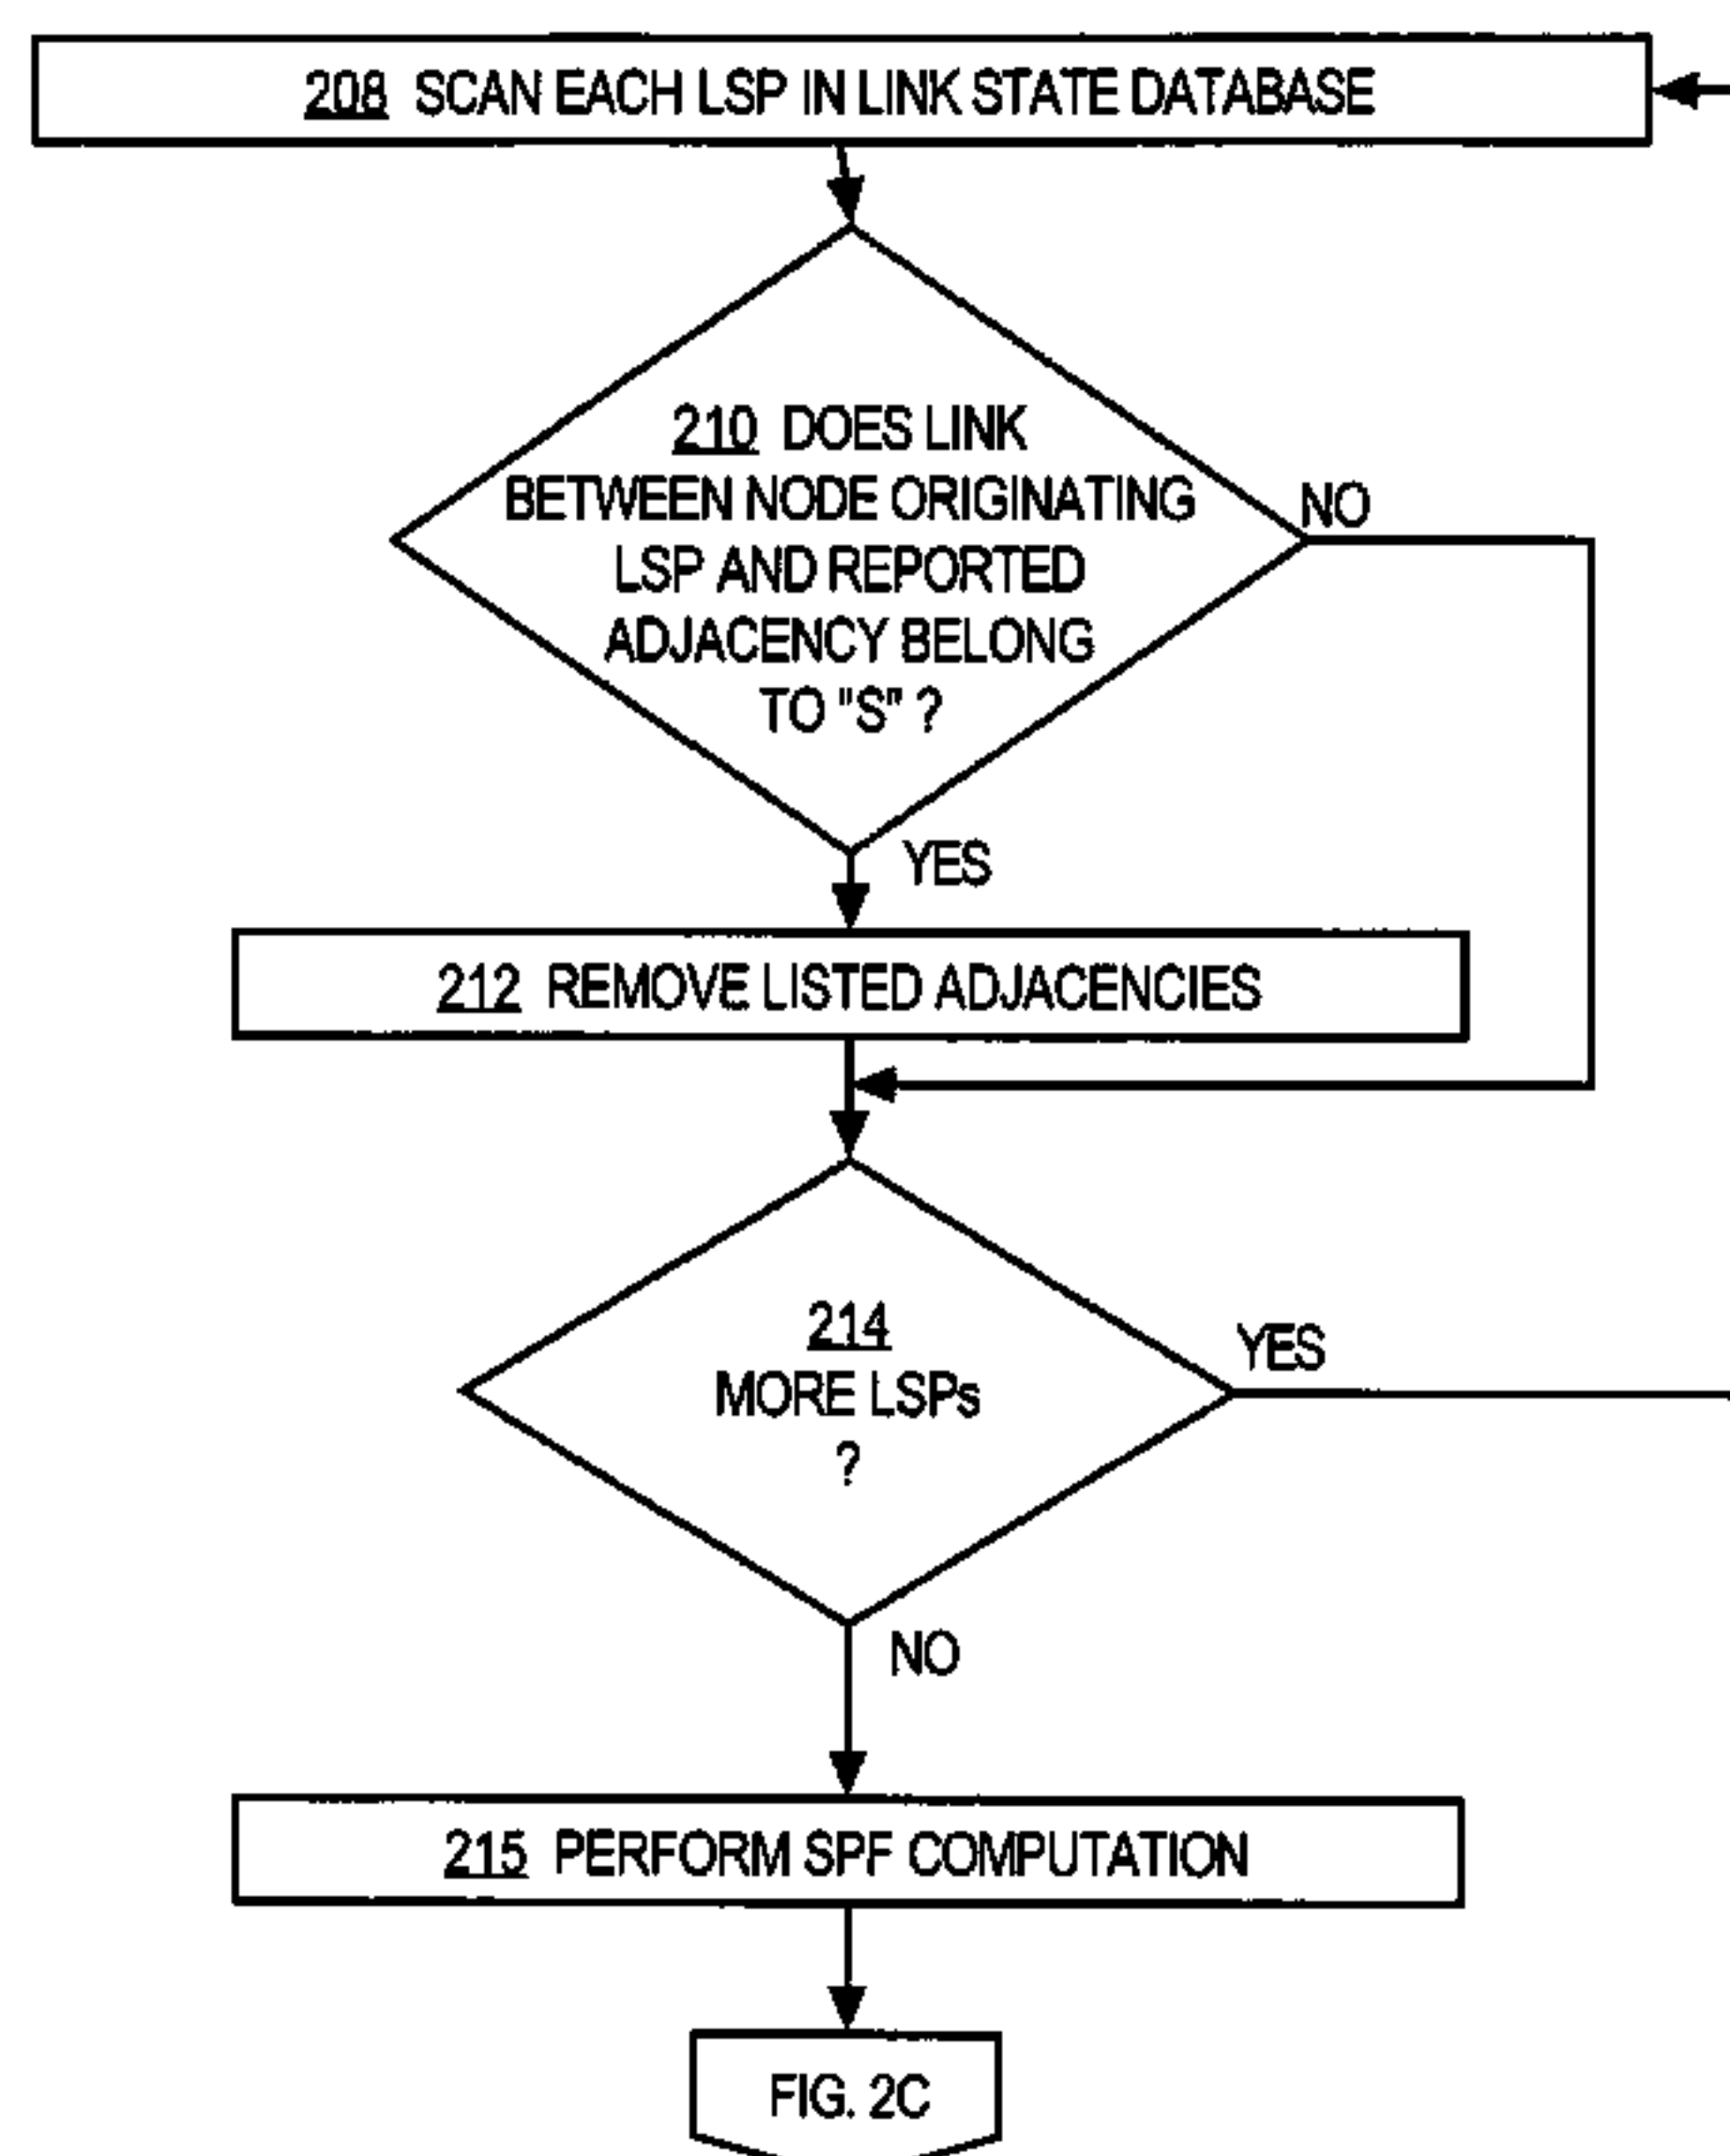 208 SCAN EACH LSP IN LINK STATE DATABASE
210 DOES LINK
BETWEEN NODE ORIGINATING
LSP AND REPORTED
ADJACENCY BELONG
TO "S" ?
NO
YES
212 REMOVE LISTED ADJACENCIES
214
MORE LSPs
?
YES
NO
215 PERFORM SPF COMPUTATION
FIG. 2C